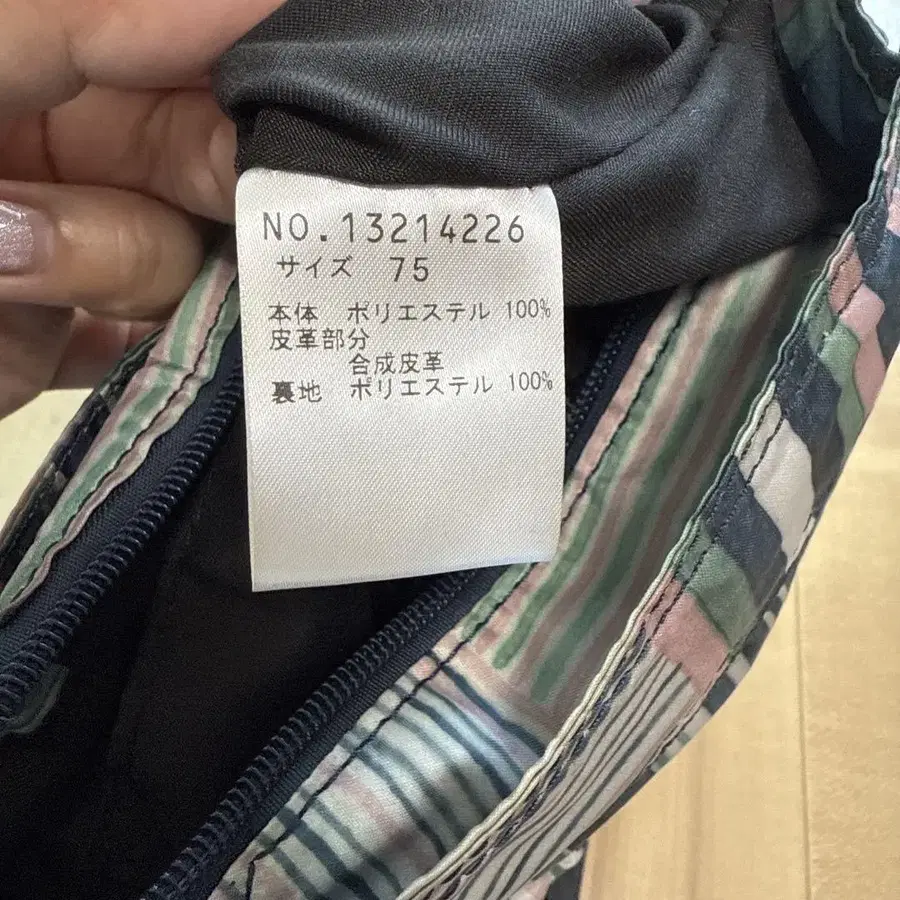 NO.13214226
サイズ 75
本体 ポリエステル 100%
皮革部分
合成皮革
裏地 ポリエステル 100%